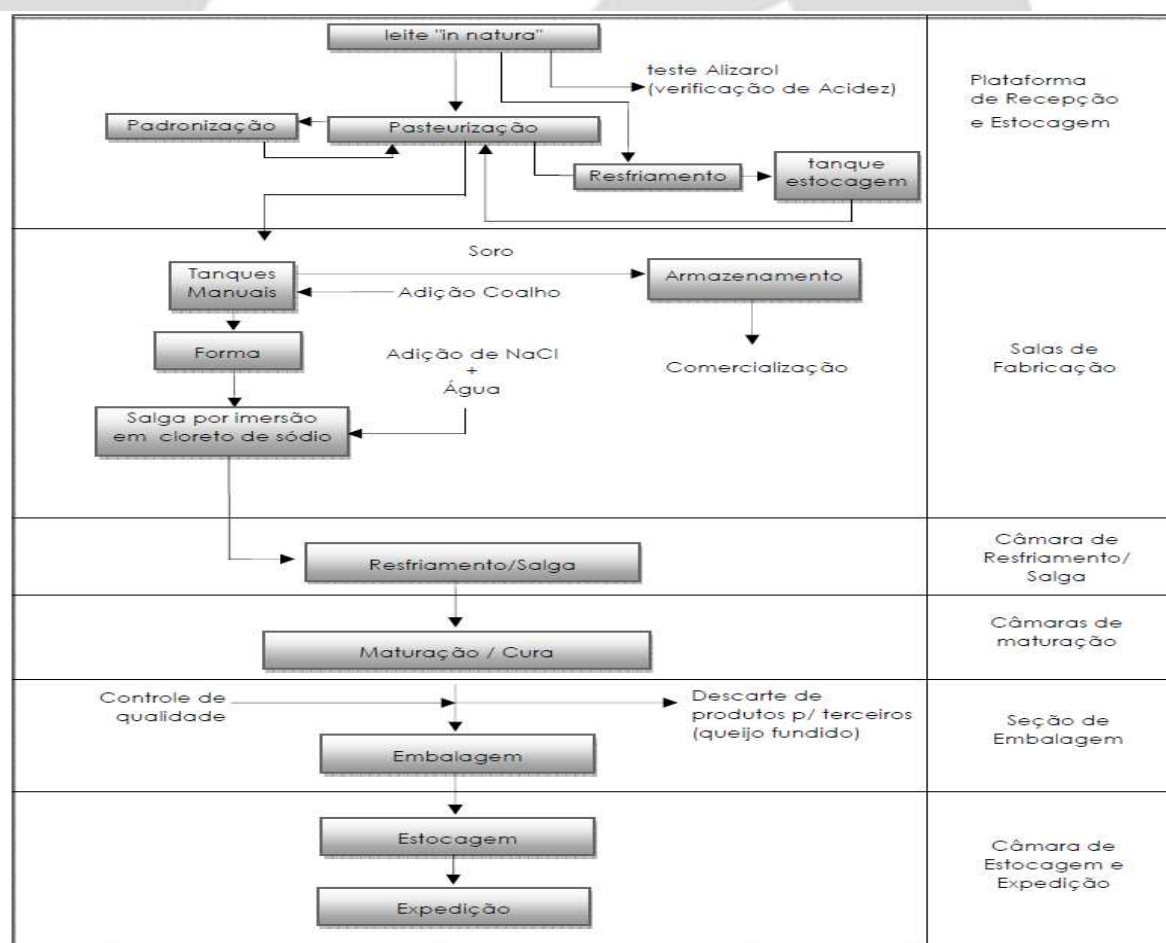 leite "in natura"
teste Alizarol
(verificação de Acidez)
Plataforma
de Recepção
e Estocagem
Padronização
Pasteurização
Resfriamento
tanque
estocagem
Soro
Tanques
Manuais
Armazenamento
Adição Coalho
Forma
Adição de NaCl
+
Água
Comercialização
Salas de
Fabricação
Salga por imersão
em cloreto de sódio
Resfriamento/Salga
Câmara de
Resfriamento/
Salga
Maturação / Cura
Câmaras de
maturação
Controle de
qualidade
Descarte de
produtos p/ terceiros
(queijo fundido)
Embalagem
Seção de
Embalagem
Estocagem
Expedição
Câmara de
Estocagem e
Expedição